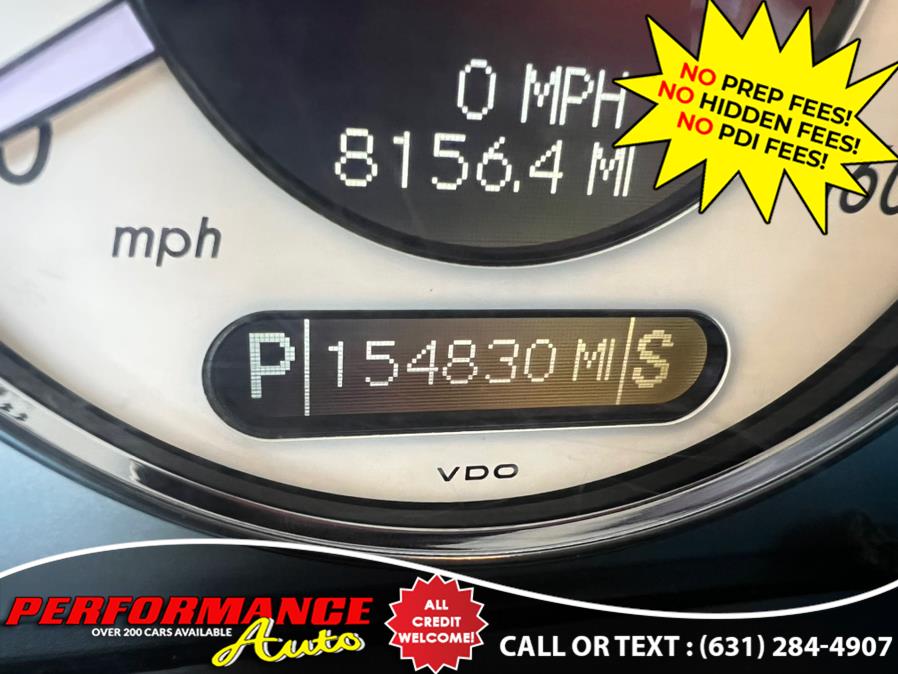 0 MPH
8156.4 MI
NO PREP FEES!
NO HIDDEN FEES!
NO PDI FEES!
mph
P 154830 MI S
VDO
PERFORMANCE
OVER 200 CARS AVAILABLE
Auto
ALL
CREDIT
WELCOME!
CALL OR TEXT : (631) 284-4907